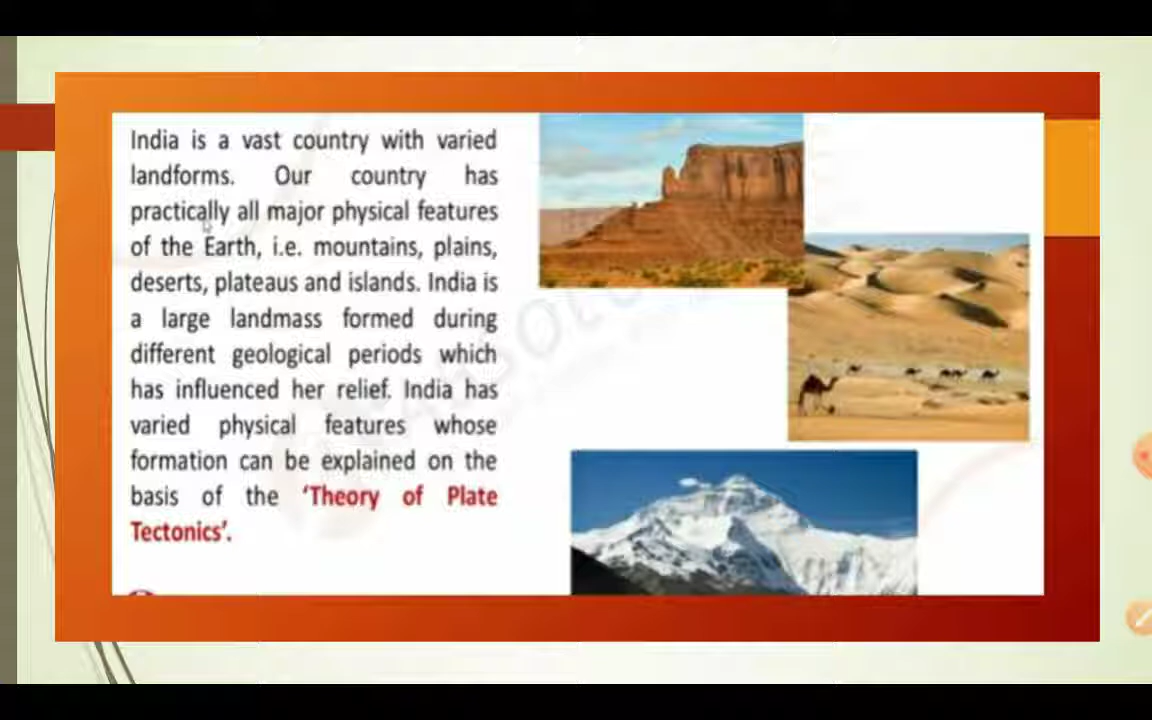 India is a vast country with varied
landforms. Our country has
practically all major physical features
of the Earth, i.e. mountains, plains,
deserts, plateaus and islands. India is
a large landmass formed during
different geological periods which
has influenced her relief. India has
varied physical features whose
formation can be explained on the
basis of the ‘Theory of Plate
Tectonics’.